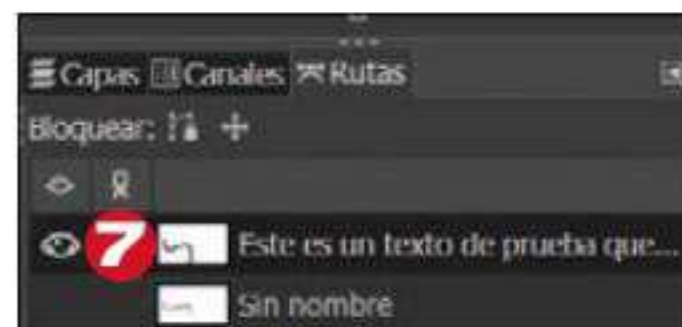 Capas Canales Rutas
Bloquear:
7 Este es un texto de prueba que...
Sin nombre